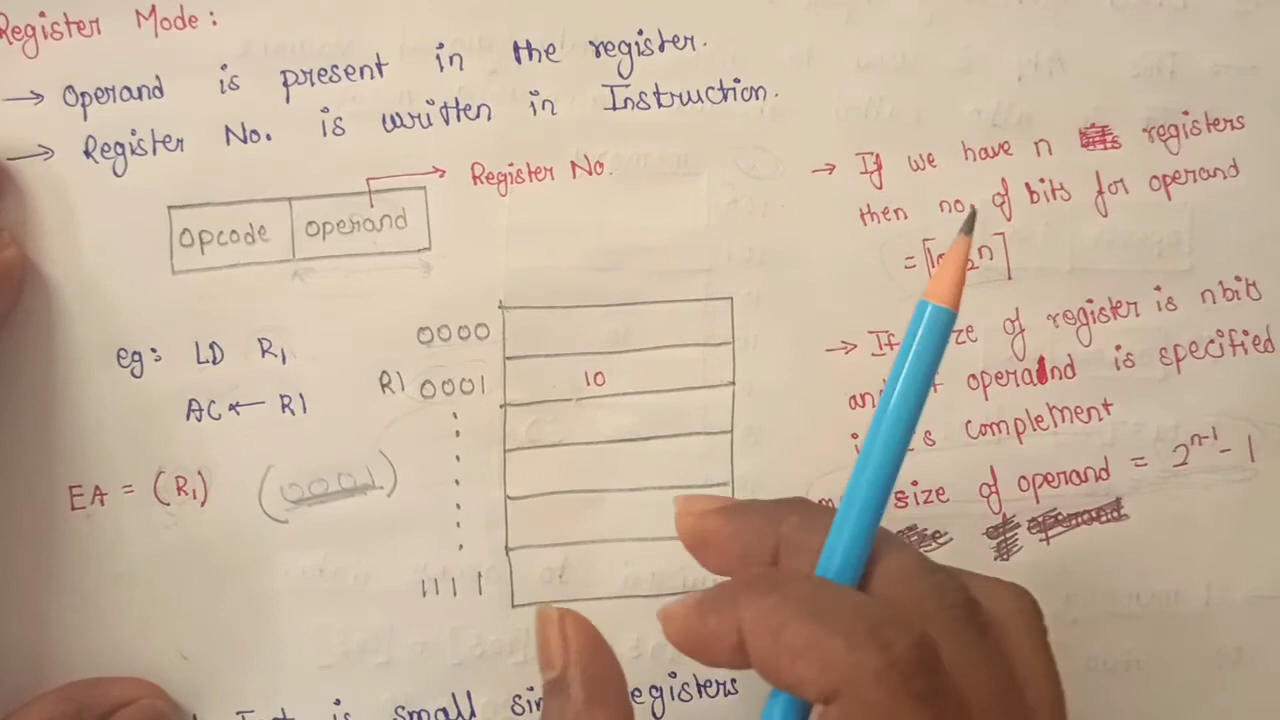 Register Mode:
→ Operand is present in the register.
→ Register No. is written in Instruction.
Register No.
opcode operand
eg: LD R1
AC ← R1
EA = (R1) (0001)
0000
R1 0001 10
1111
→ If we have n registers
then no. of bits for operand
= ⌈ 2n⌉
→ If of register is nbits
operand is specified
complement
size of operand = 2^n-1 - 1
is small registers